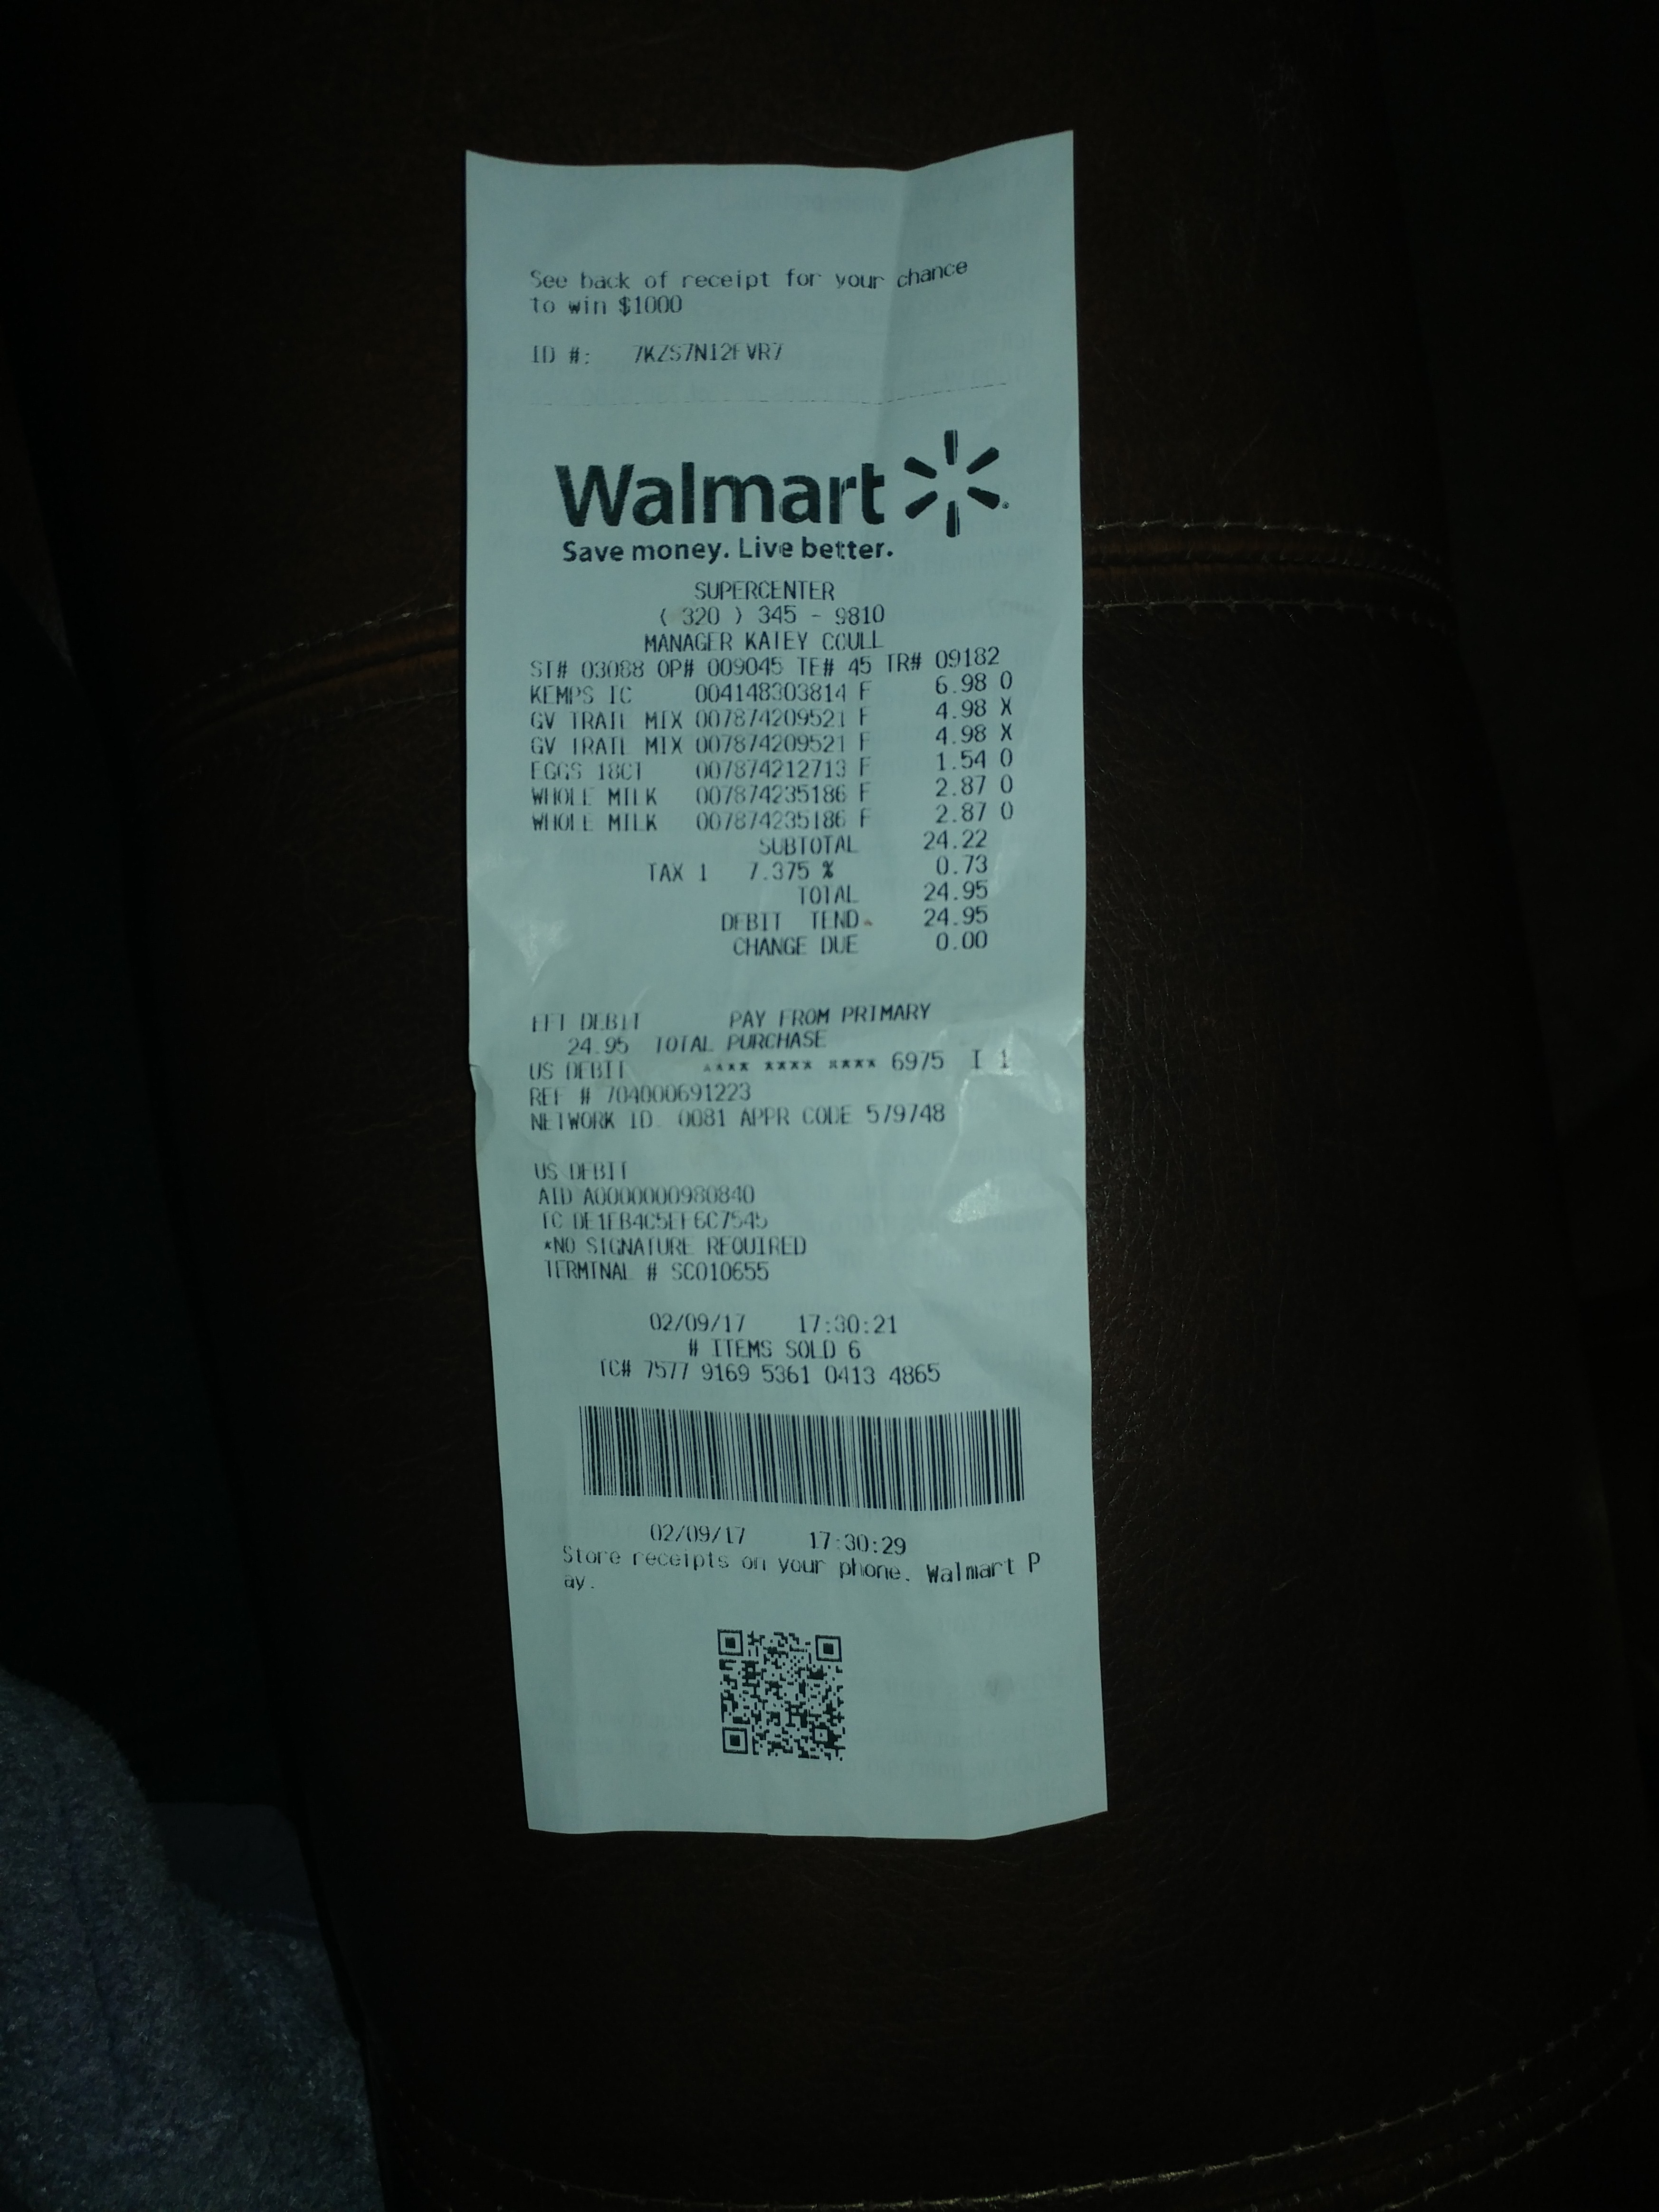 See back of receipt for your chance
to win $1000
ID #: 7KZS7N12FVR7
Walmart
Save money. Live better.
SUPERCENTER
( 320 ) 345 - 9810
MANAGER KATEY COULL
ST# 03088 OP# 009045 TE# 45 TR# 09182
KEMPS IC 004148303814 F 6.98 O
GV TRAIL MIX 007874209521 F 4.98 X
GV TRAIL MIX 007874209521 F 4.98 X
EGGS 18CT 007874212713 F 1.54 O
WHOLE MILK 007874235186 F 2.87 O
WHOLE MILK 007874235186 F 2.87 O
SUBTOTAL 24.22
TAX 1 7.375 % 0.73
TOTAL 24.95
DEBIT TEND 24.95
CHANGE DUE 0.00
EFT DEBIT PAY FROM PRIMARY
24.95 TOTAL PURCHASE
US DEBIT **** **** **** 6975 I 1
REF # 704000691223
NETWORK ID. 0081 APPR CODE 579748
US DEBIT
AID A0000000980840
TC DE1EB4C5EF6C7545
*NO SIGNATURE REQUIRED
TERMINAL # SC010655
02/09/17 17:30:21
# ITEMS SOLD 6
TC# 7577 9169 5361 0413 4865
02/09/17 17:30:29
Store receipts on your phone. Walmart P
ay.